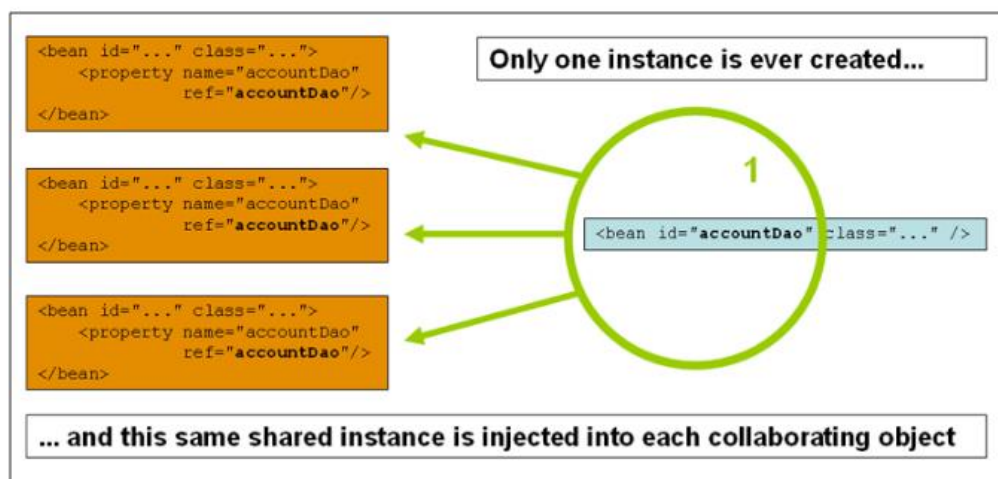 <bean id="..." class="...">
<property name="accountDao"
ref="accountDao"/>
</bean>
Only one instance is ever created...
<bean id="..." class="...">
<property name="accountDao"
ref="accountDao"/>
</bean>
1
<bean id="accountDao" class="..." />
<bean id="..." class="...">
<property name="accountDao"
ref="accountDao"/>
</bean>
... and this same shared instance is injected into each collaborating object